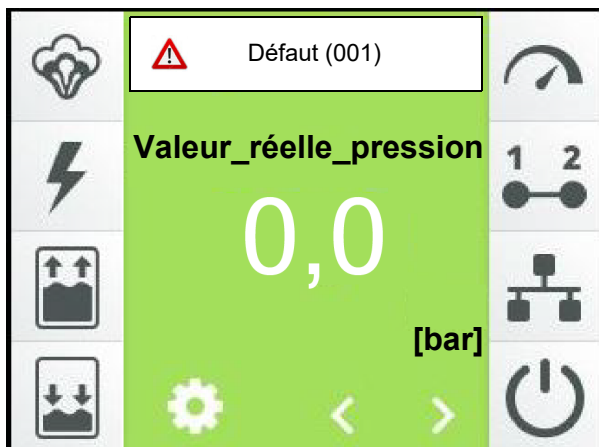 Défaut (001)
Valeur_réelle_pression
1 2
0,0
[bar]